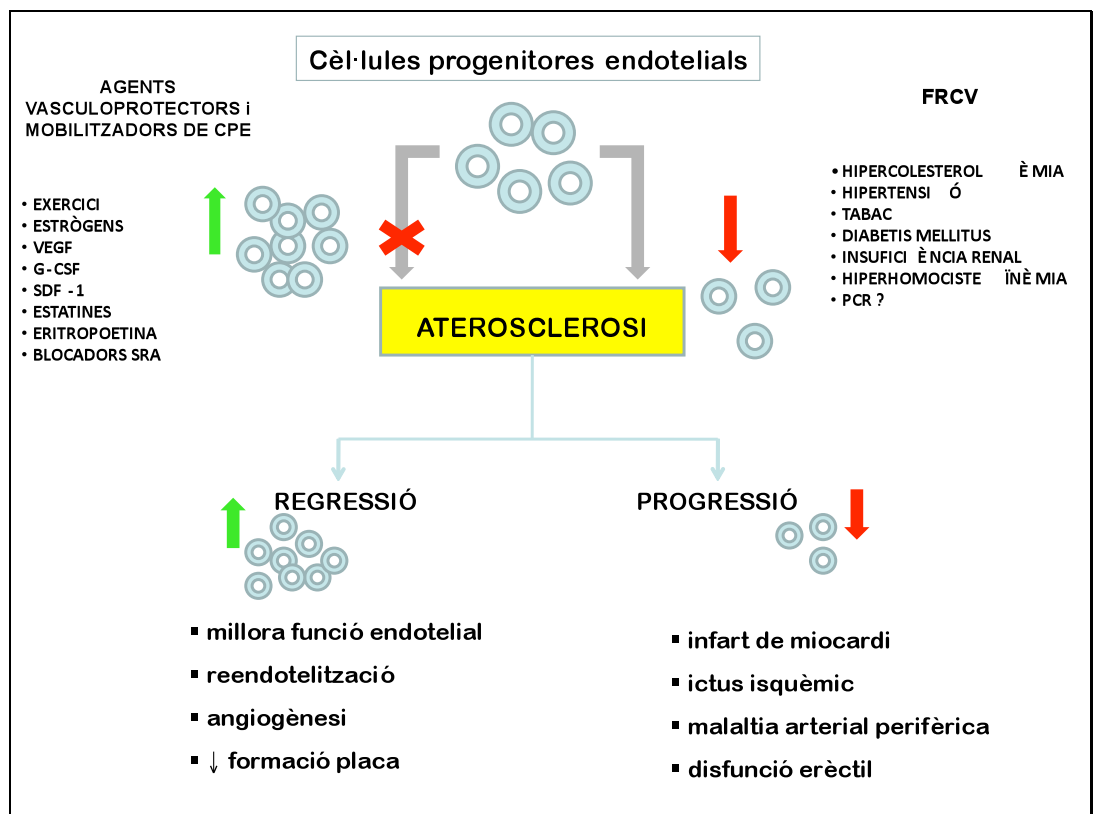 Cèl·lules progenitores endotelials
AGENTS
VASCULOPROTECTORS i
MOBILITZADORS DE CPE
• EXERCICI
• ESTRÒGENS
• VEGF
• G-CSF
• SDF -1
• ESTATINES
• ERITROPOETINA
• BLOCADORS SRA
FRCV
• HIPERCOLESTEROL È MIA
• HIPERTENSI Ó
• TABAC
• DIABETIS MELLITUS
• INSUFICI È NCIA RENAL
• HIPERHOMOCISTE ÏNÈ MIA
• PCR ?
ATEROSCLEROSI
REGRESSIÓ
▪ millora funció endotelial
▪ reendotelització
▪ angiogènesi
▪ ↓ formació placa
PROGRESSIÓ
▪ infart de miocardi
▪ ictus isquèmic
▪ malaltia arterial perifèrica
▪ disfunció erèctil